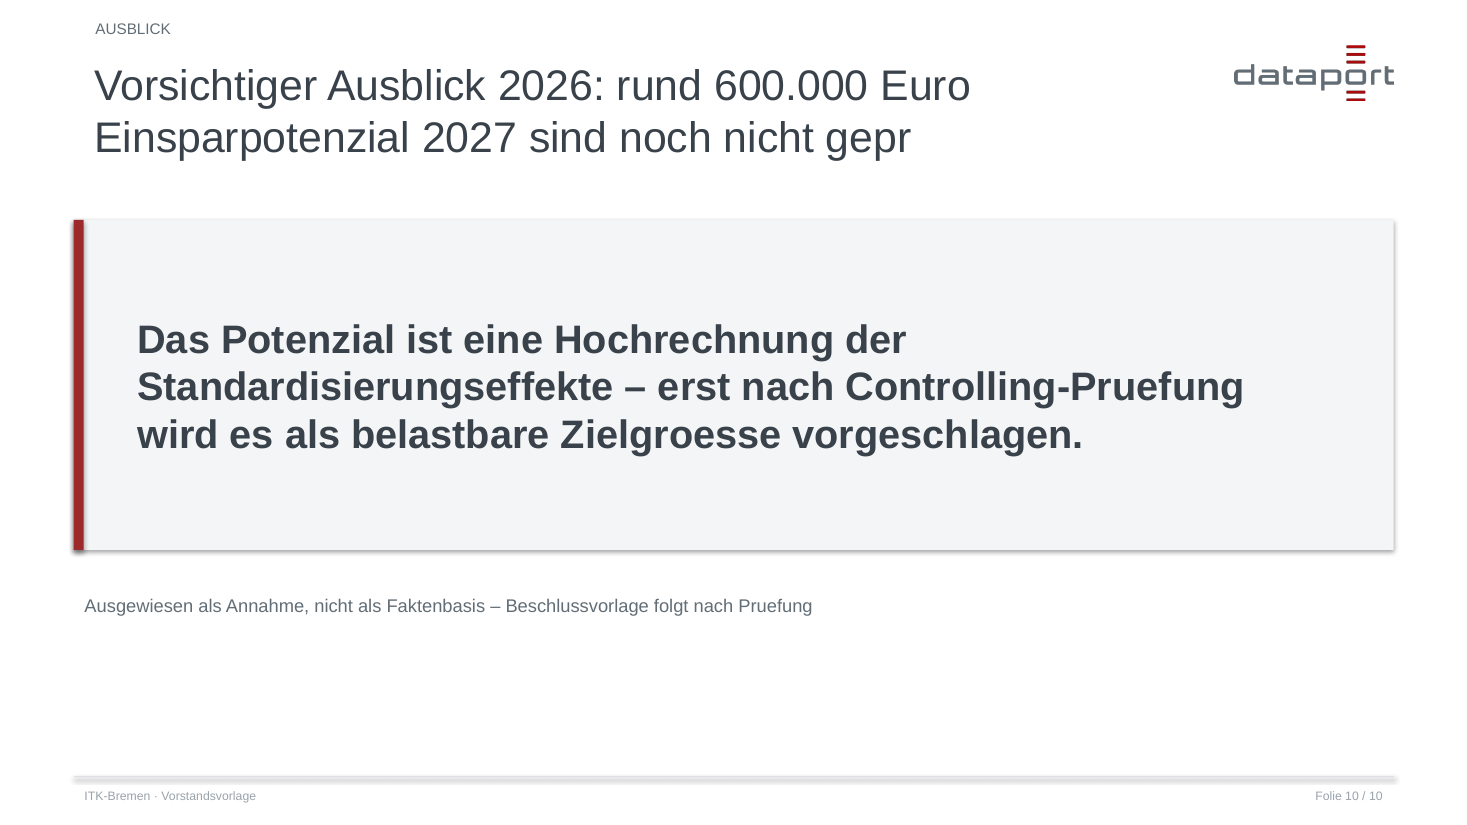 AUSBLICK
Vorsichtiger Ausblick 2026: rund 600.000 Euro
Einsparpotenzial 2027 sind noch nicht gepr
dataport
Das Potenzial ist eine Hochrechnung der
Standardisierungseffekte – erst nach Controlling-Pruefung
wird es als belastbare Zielgroesse vorgeschlagen.
Ausgewiesen als Annahme, nicht als Faktenbasis – Beschlussvorlage folgt nach Pruefung
ITK-Bremen · Vorstandsvorlage
Folie 10 / 10